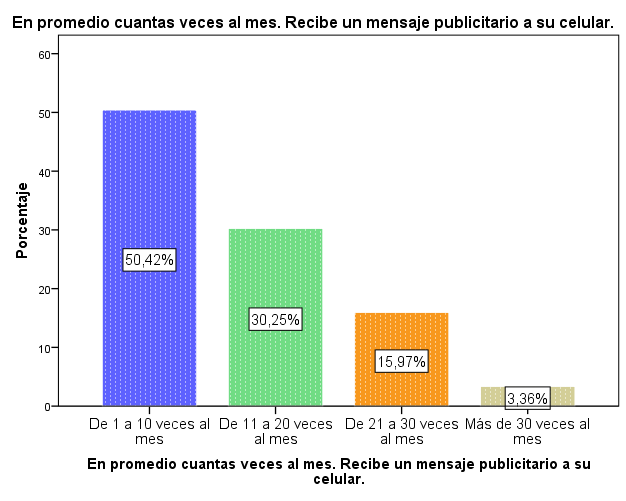 En promedio cuantas veces al mes. Recibe un mensaje publicitario a su celular.
Porcentaje
60
50
40
30
20
10
0
50,42%
30,25%
15,97%
3,36%
De 1 a 10 veces al
mes
De 11 a 20 veces
al mes
De 21 a 30 veces
al mes
Más de 30 veces al
mes
En promedio cuantas veces al mes. Recibe un mensaje publicitario a su
celular.